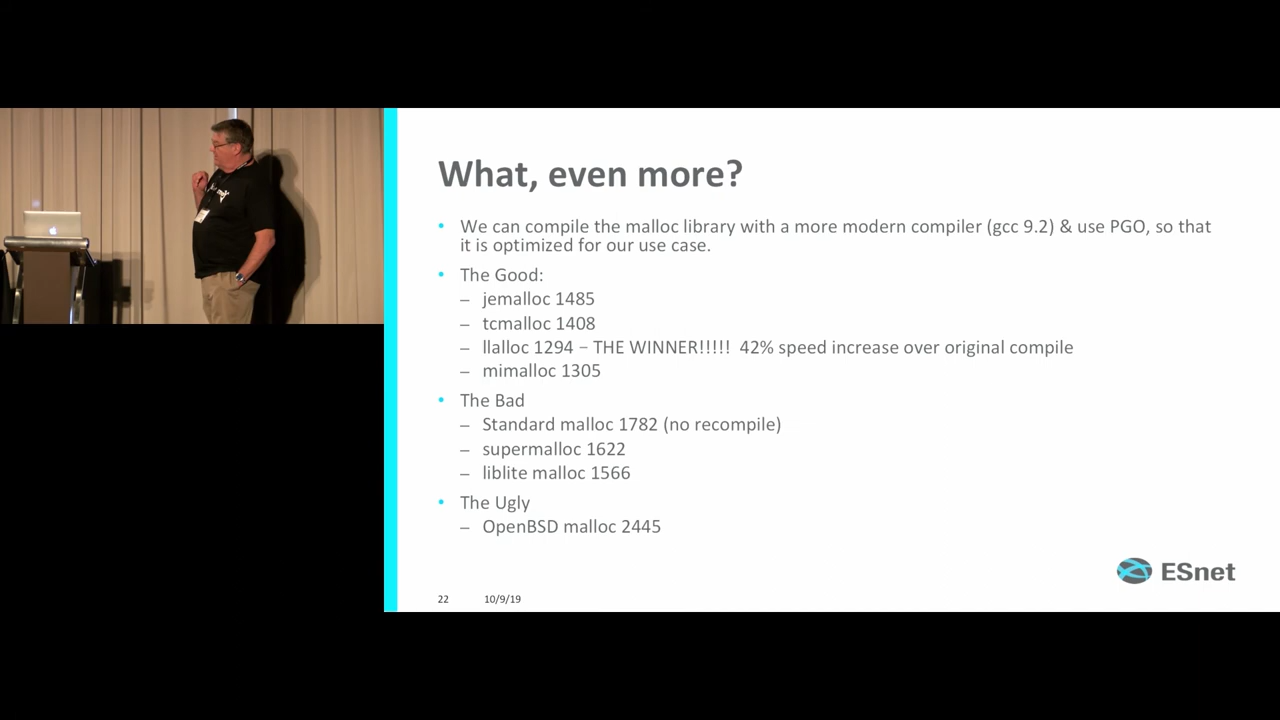 What, even more?
• We can compile the malloc library with a more modern compiler (gcc 9.2) & use PGO, so that
it is optimized for our use case.
• The Good:
– jemalloc 1485
– tcmalloc 1408
– llalloc 1294 – THE WINNER!!!!! 42% speed increase over original compile
– mimalloc 1305
• The Bad
– Standard malloc 1782 (no recompile)
– supermalloc 1622
– liblite malloc 1566
• The Ugly
– OpenBSD malloc 2445
ESnet
22 10/9/19